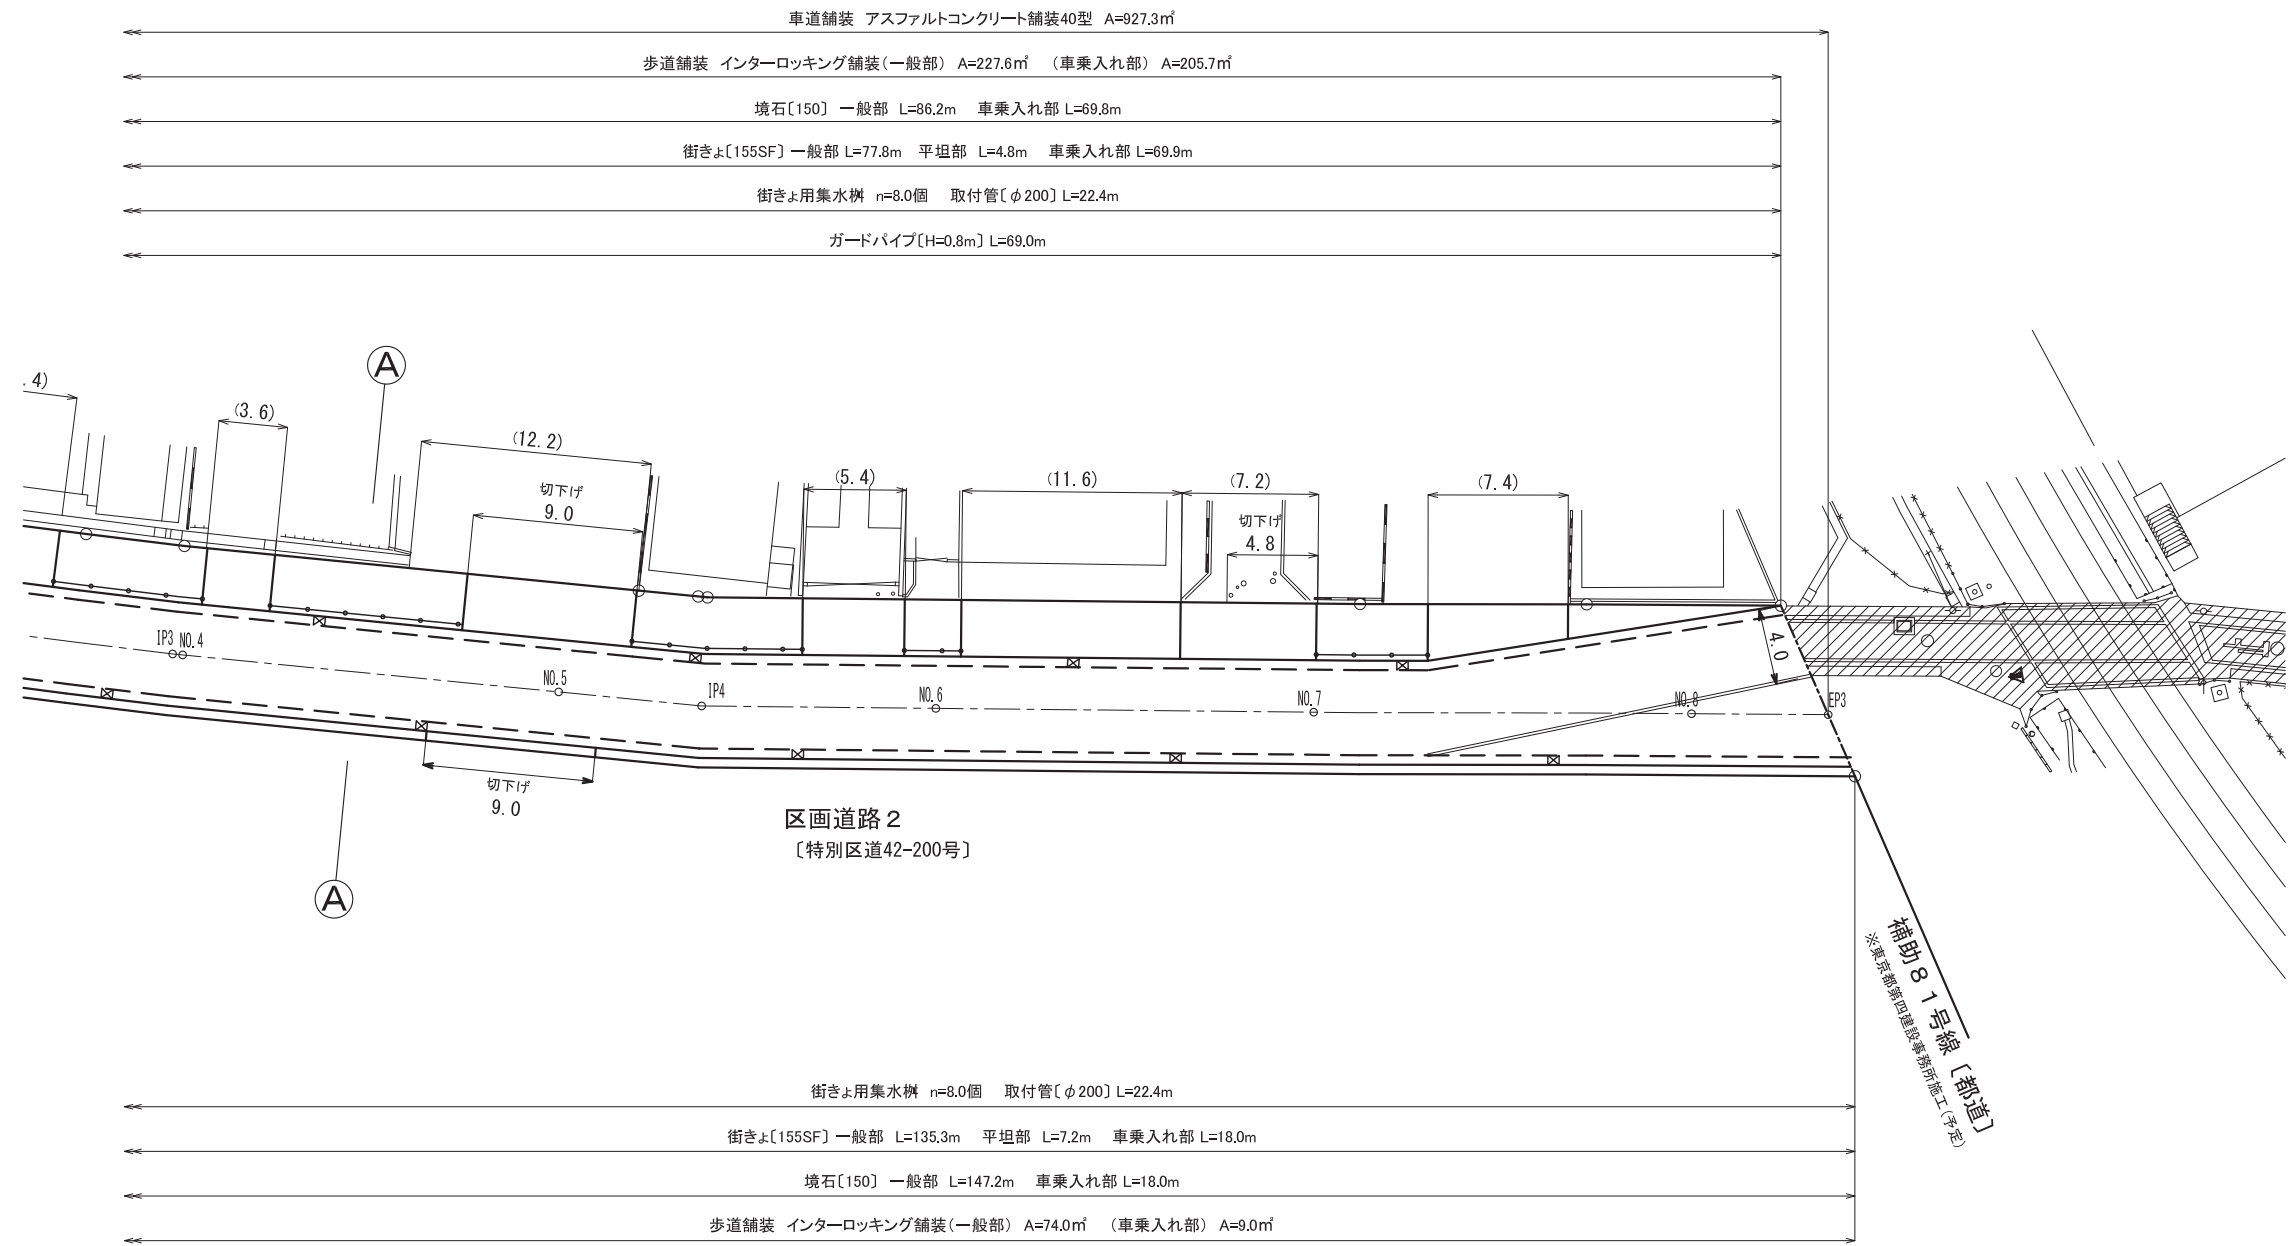 車道舗装 アスファルトコンクリート舗装40型 A=927.3㎡
歩道舗装 インターロッキング舗装(一般部) A=227.6㎡ (車乗入れ部) A=205.7㎡
境石〔150〕 一般部 L=86.2m 車乗入れ部 L=69.8m
街きょ〔155SF〕 一般部 L=77.8m 平坦部 L=4.8m 車乗入れ部 L=69.9m
街きょ用集水桝 n=8.0個 取付管〔φ200〕 L=22.4m
ガードパイプ〔H=0.8m〕 L=69.0m
Ⓐ
.4)
(3.6)
(12.2)
切下げ
9.0
(5.4)
(11.6)
(7.2)
切下げ
4.8
(7.4)
4.0
IP3 NO.4
NO.5
IP4
NO.6
NO.7
NO.8
EP3
切下げ
9.0
Ⓐ
区画道路2
〔特別区道42-200号〕
補助81号線〔都道〕
※東京都第四建設事務所施工(予定)
街きょ用集水桝 n=8.0個 取付管〔φ200〕 L=22.4m
街きょ〔155SF〕 一般部 L=135.3m 平坦部 L=7.2m 車乗入れ部 L=18.0m
境石〔150〕 一般部 L=147.2m 車乗入れ部 L=18.0m
歩道舗装 インターロッキング舗装(一般部) A=74.0㎡ (車乗入れ部) A=9.0㎡